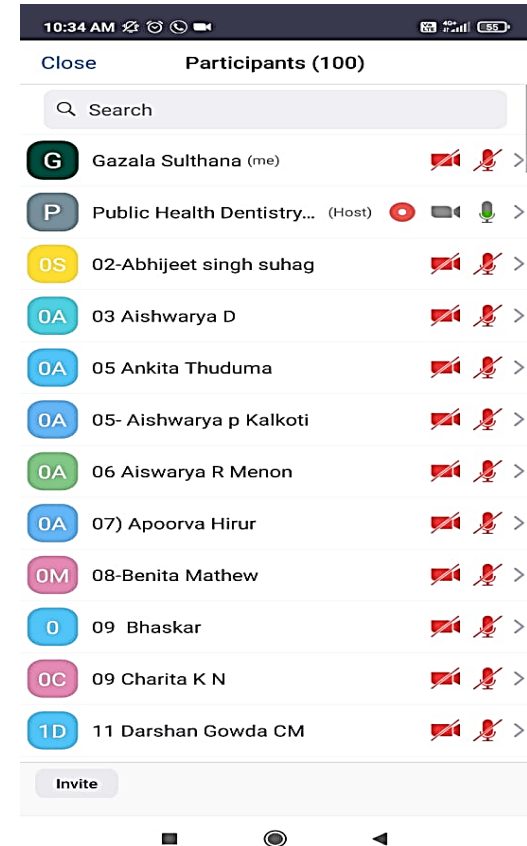 10:34 AM 4G+ 55
Close Participants (100)
Search
G Gazala Sulthana (me)
P Public Health Dentistry... (Host)
0S 02-Abhijeet singh suhag
0A 03 Aishwarya D
0A 05 Ankita Thuduma
0A 05- Aishwarya p Kalkoti
0A 06 Aiswarya R Menon
0A 07) Apoorva Hirur
0M 08-Benita Mathew
0 09 Bhaskar
0C 09 Charita K N
1D 11 Darshan Gowda CM
Invite